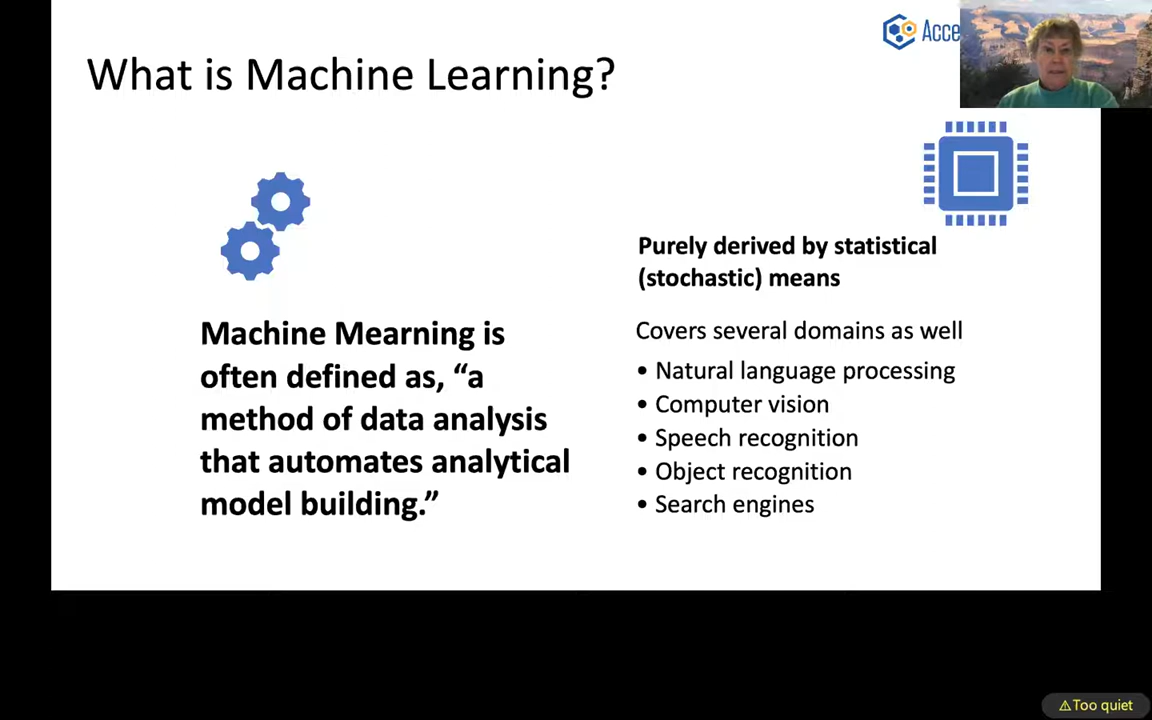 Acce
What is Machine Learning?
Purely derived by statistical
(stochastic) means
Machine Mearning is
often defined as, “a
method of data analysis
that automates analytical
model building.”
Covers several domains as well
• Natural language processing
• Computer vision
• Speech recognition
• Object recognition
• Search engines
⚠Too quiet